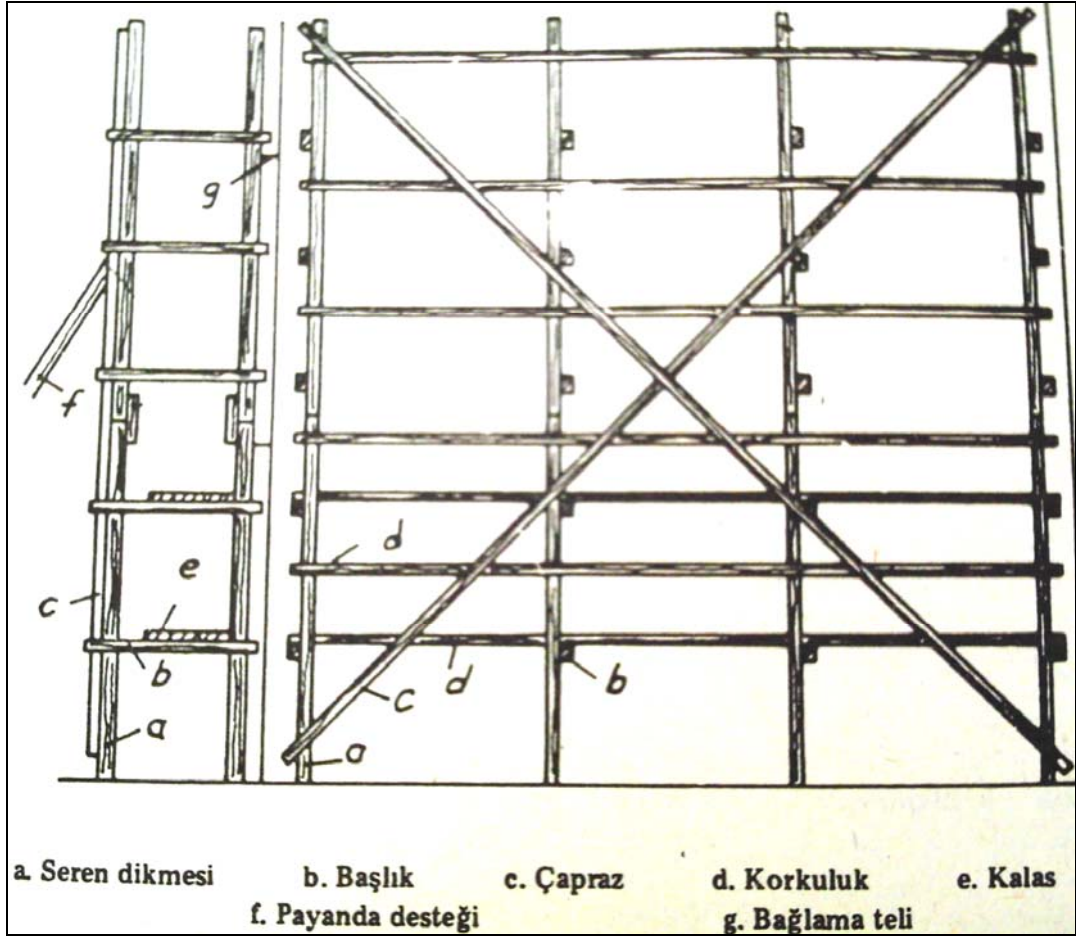 g
f
d
e
c
b
d
b
c
a
a
a. Seren dikmesi b. Başlık c. Çapraz d. Korkuluk e. Kalas
f. Payanda desteği g. Bağlama teli